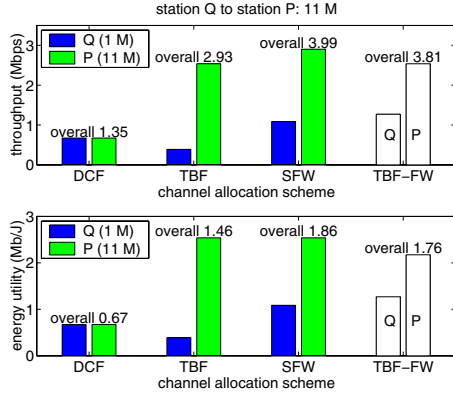 station Q to station P: 11 M
throughput (Mbps)
3
2
1
0
Q (1 M)
P (11 M)
overall 1.35
overall 2.93
overall 3.99
overall 3.81
Q P
DCF TBF SFW TBF−FW
channel allocation scheme
energy utility (Mb/J)
3
2
1
0
Q (1 M)
P (11 M)
overall 0.67
overall 1.46
overall 1.86
overall 1.76
Q P
DCF TBF SFW TBF−FW
channel allocation scheme